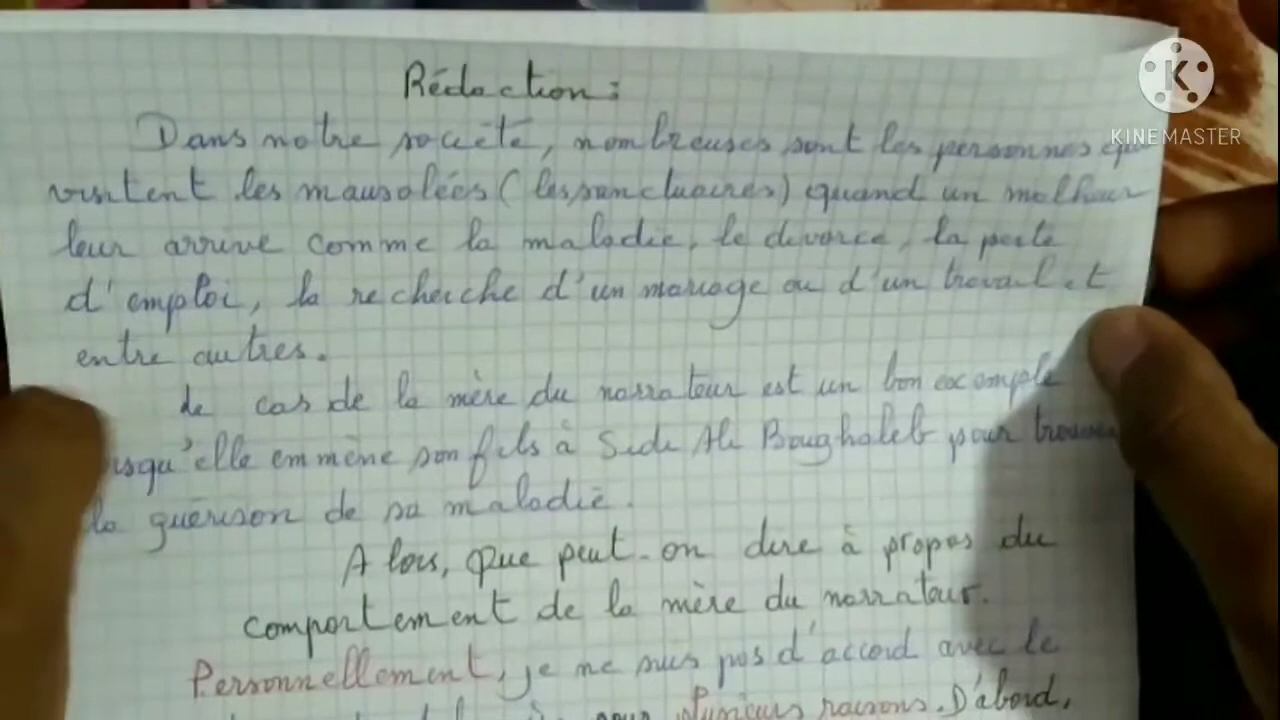 Rédaction:
Dans notre société, nombreuses sont les personnes qu
visitent les mausolées (les sanctuaires) quand un malheur
leur arrive comme la maladie, le divorce, la perte
d'emploi, la recherche d'un mariage ou d'un travail et
entre autres.
le cas de la mère du narrateur est un bon exemple
usqu'elle emmène son fils à Sidi Ali Boughaleb pour trouver
la guérison de sa maladie.
Alors, que peut-on dire à propos du
comportement de la mère du narrateur.
Personnellement, je ne suis pas d'accord avec le
pour plusieurs raisons. D'abord,
KINEMASTER